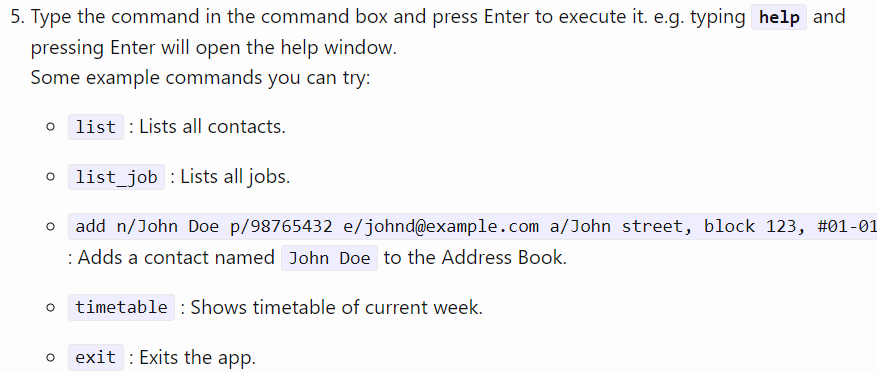 5. Type the command in the command box and press Enter to execute it. e.g. typing help and
pressing Enter will open the help window.
Some example commands you can try:
list : Lists all contacts.
list_job : Lists all jobs.
add n/John Doe p/98765432 e/johnd@example.com a/John street, block 123, #01-01
: Adds a contact named John Doe to the Address Book.
timetable : Shows timetable of current week.
exit : Exits the app.